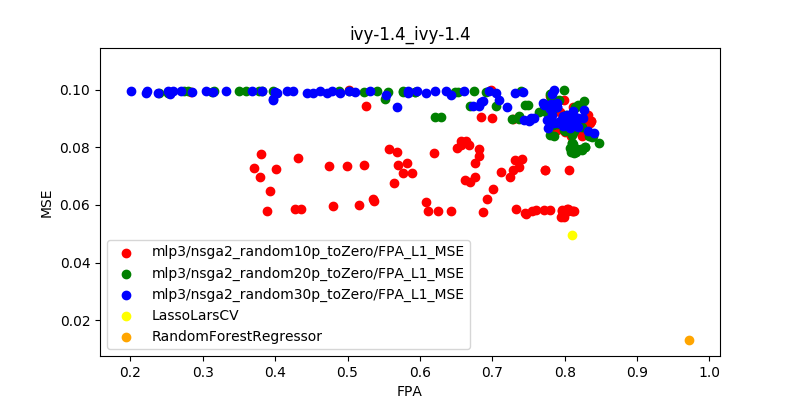 ivy-1.4_ivy-1.4
MSE
0.10
0.08
0.06
0.04
0.02
mlp3/nsga2_random10p_toZero/FPA_L1_MSE
mlp3/nsga2_random20p_toZero/FPA_L1_MSE
mlp3/nsga2_random30p_toZero/FPA_L1_MSE
LassoLarsCV
RandomForestRegressor
0.2 0.3 0.4 0.5 0.6 0.7 0.8 0.9 1.0
FPA